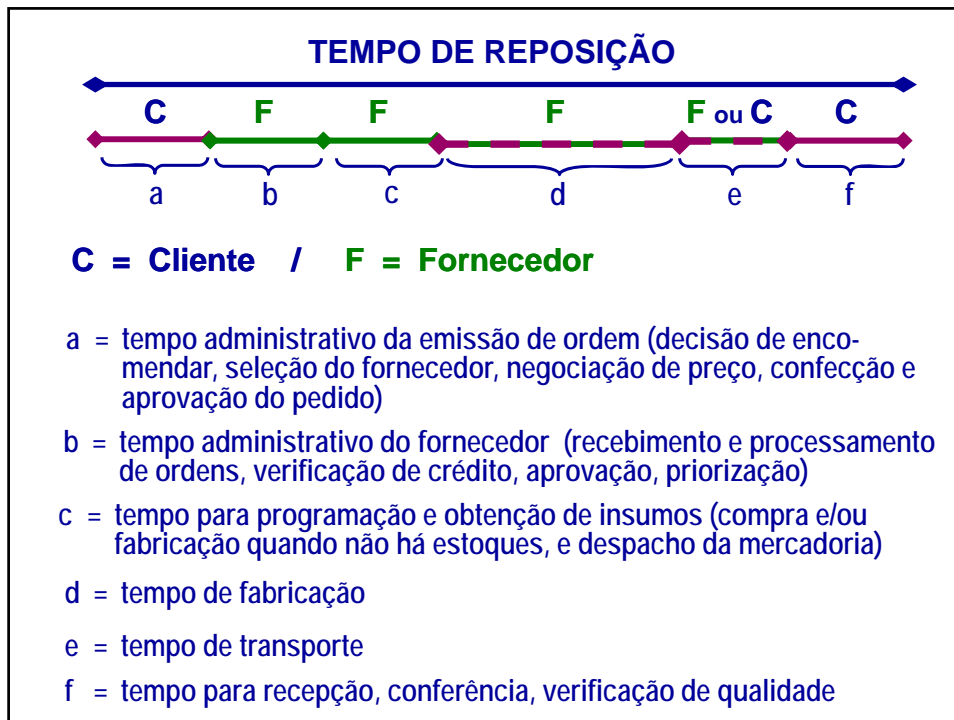 TEMPO DE REPOSIÇÃO
C F F F F ou C C
a b c d e f
C = Cliente / F = Fornecedor
a = tempo administrativo da emissão de ordem (decisão de enco-
mendar, seleção do fornecedor, negociação de preço, confecção e
aprovação do pedido)
b = tempo administrativo do fornecedor (recebimento e processamento
de ordens, verificação de crédito, aprovação, priorização)
c = tempo para programação e obtenção de insumos (compra e/ou
fabricação quando não há estoques, e despacho da mercadoria)
d = tempo de fabricação
e = tempo de transporte
f = tempo para recepção, conferência, verificação de qualidade